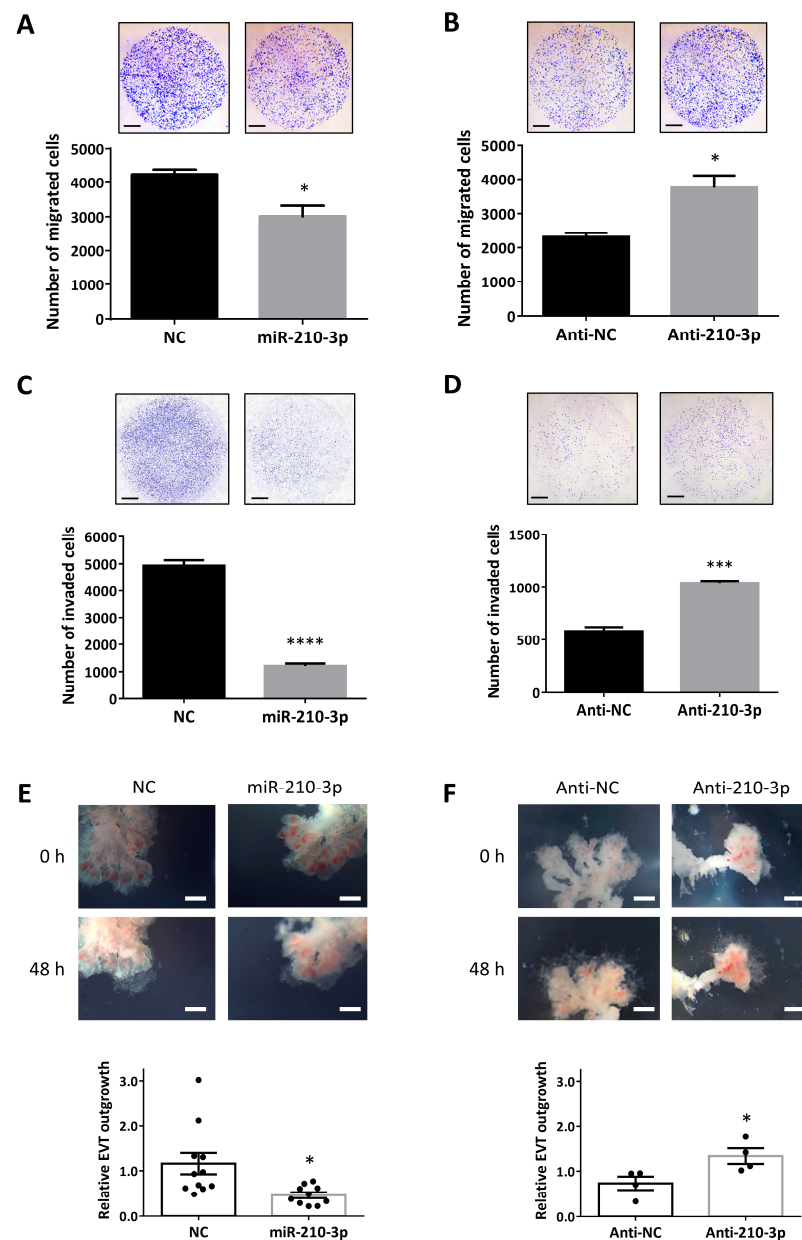 A
B
Number of migrated cells
5000
4000
3000
2000
1000
0
*
NC
miR-210-3p
Number of migrated cells
5000
4000
3000
2000
1000
0
*
Anti-NC
Anti-210-3p
C
D
Number of invaded cells
6000
5000
4000
3000
2000
1000
0
****
NC
miR-210-3p
Number of invaded cells
1500
1000
500
0
***
Anti-NC
Anti-210-3p
E
NC
miR-210-3p
0 h
48 h
Relative EVT outgrowth
3.0
2.0
1.0
0.0
*
NC
miR-210-3p
F
Anti-NC
Anti-210-3p
0 h
48 h
Relative EVT outgrowth
3.0
2.0
1.0
0.0
*
Anti-NC
Anti-210-3p